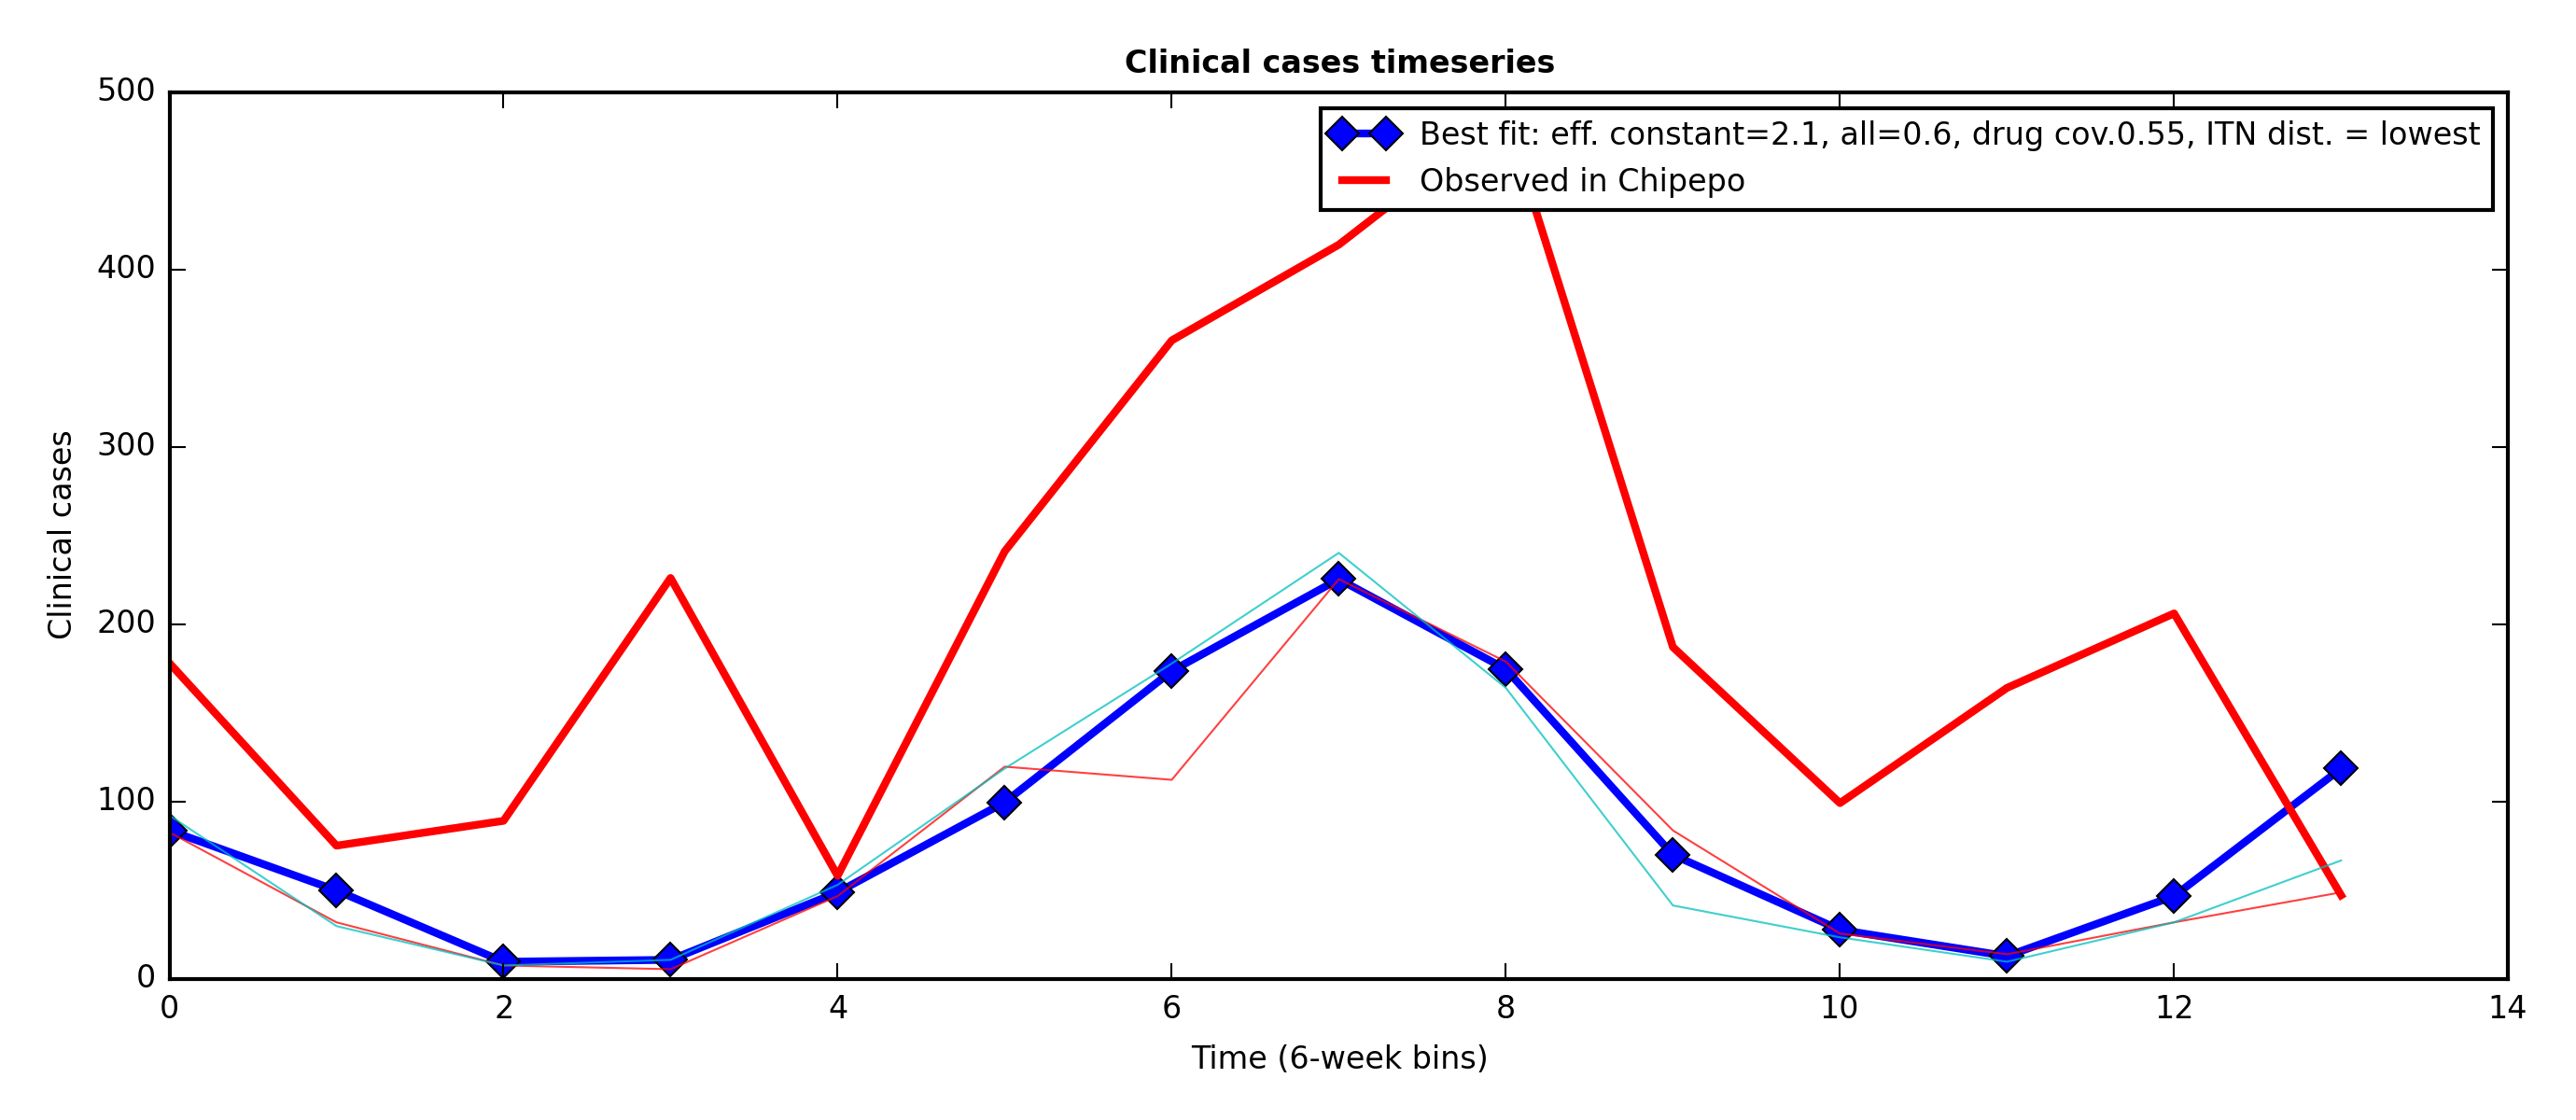 Clinical cases timeseries
500
400
300
200
100
0
Clinical cases
Best fit: eff. constant=2.1, all=0.6, drug cov.0.55, ITN dist. = lowest
Observed in Chipepo
0 2 4 6 8 10 12 14
Time (6-week bins)